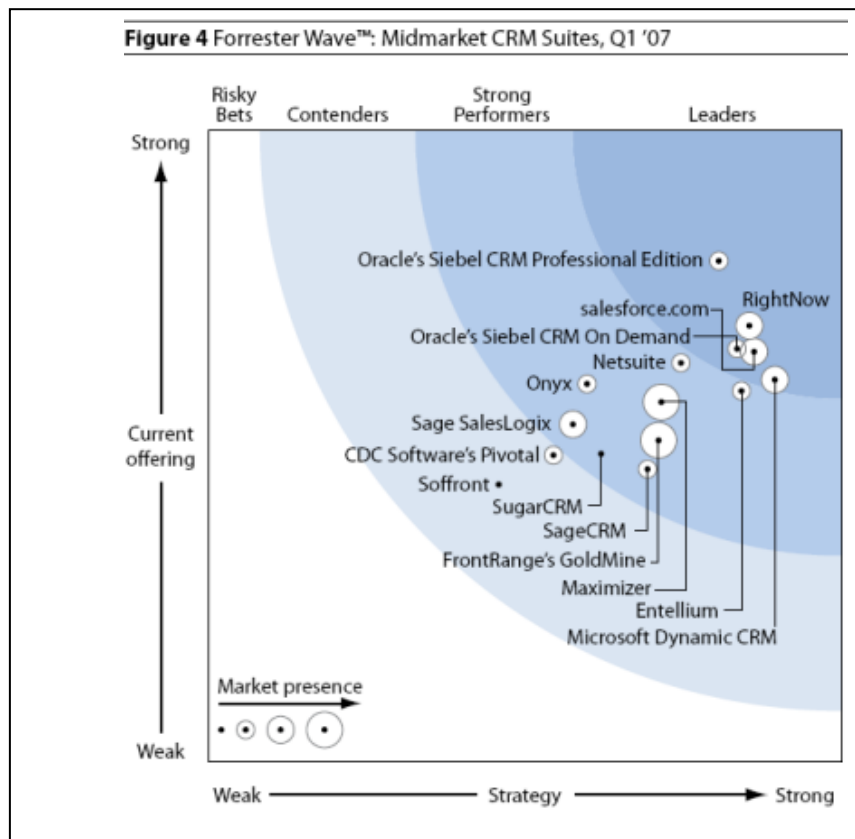 Figure 4 Forrester Wave™: Midmarket CRM Suites, Q1 '07
Risky
Bets
Contenders
Strong
Performers
Leaders
Strong
Oracle's Siebel CRM Professional Edition
RightNow
salesforce.com
Oracle's Siebel CRM On Demand
Netsuite
Onyx
Sage SalesLogix
Current
offering
CDC Software's Pivotal
Soffront
SugarCRM
SageCRM
FrontRange's GoldMine
Maximizer
Entellium
Microsoft Dynamic CRM
Market presence
Weak
Weak
Strategy
Strong